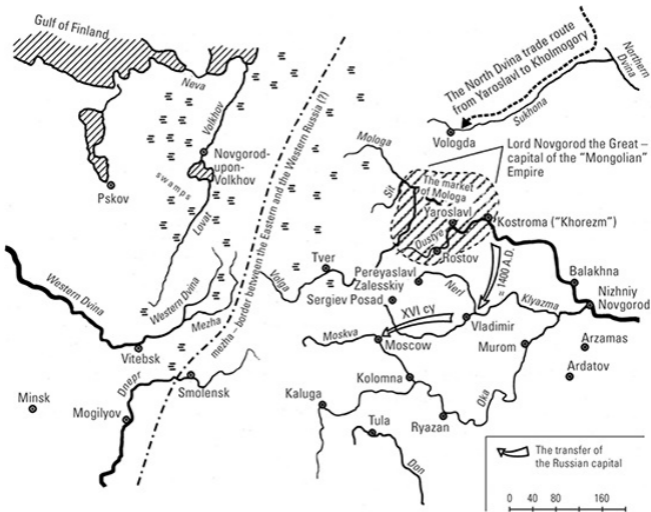 Gulf of Finland
Neva
Volkhov
Novgorod-
upon-
Volkhov
Pskov
swamps
Lovat
The North Dvina trade route
from Yaroslavl to Kholmogory
Northern
Dvina
Sukhona
Vologda
Lord Novgorod the Great –
capital of the "Mongolian"
Empire
Mologa
Sit
The market
of Mologa
Yaroslavl
Kostroma ("Khorezm")
Oustye
Rostov
mezha – border between the Eastern and the Western Russia (?)
Tver
Volga
Pereyaslavl
Zalesskiy
Sergiev Posad
Nerl
≈ 1400 A.D.
Balakhna
Nizhniy
Novgorod
Klyazma
Western Dvina
Western Dvina
Mezha
Vitebsk
XVI cy
Vladimir
Moskva
Moscow
Murom
Arzamas
Ardatov
Dnepr
Smolensk
Minsk
Mogilyov
Kolomna
Kaluga
Oka
Tula
Ryazan
Don
The transfer of
the Russian capital
0 40 80 160